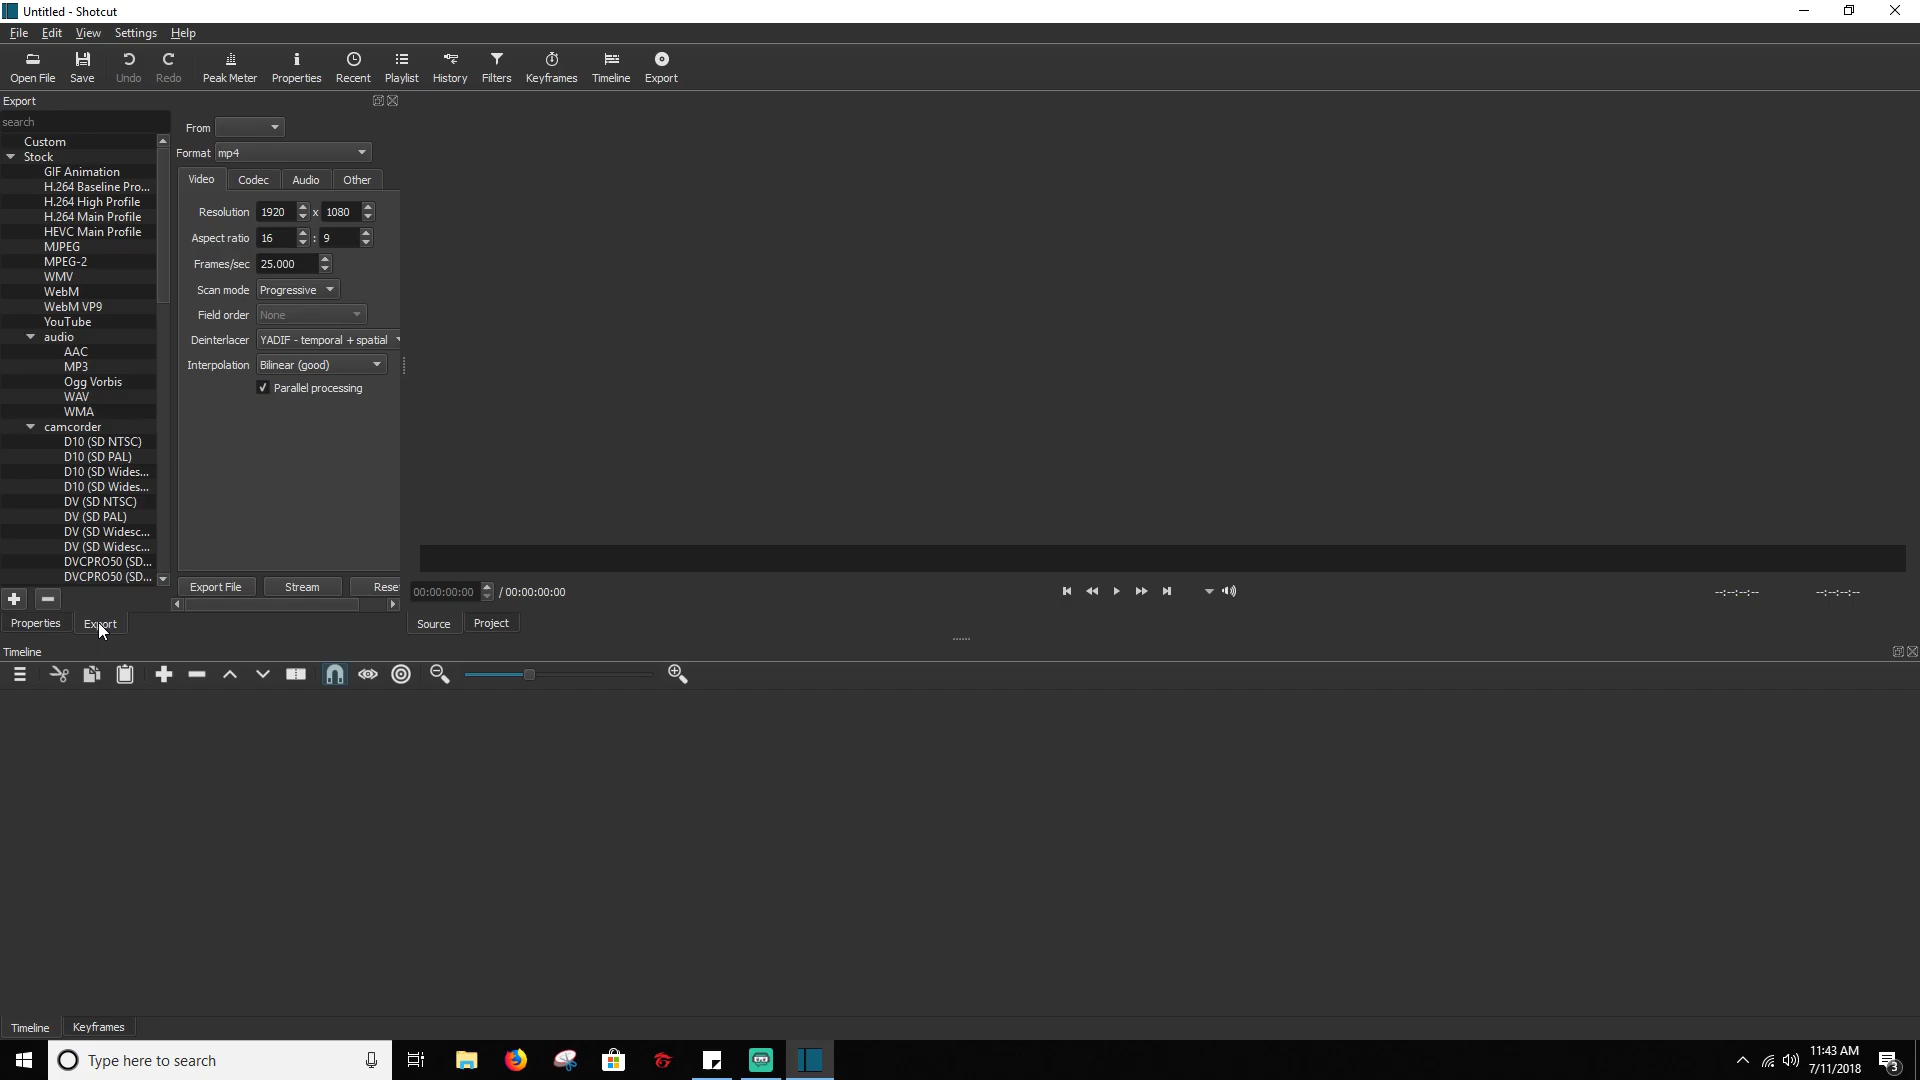 Untitled - Shotcut
File Edit View Settings Help
Open File Save Undo Redo Peak Meter Properties Recent Playlist History Filters Keyframes Timeline Export
Export
search
Custom
Stock
GIF Animation
H.264 Baseline Pro...
H.264 High Profile
H.264 Main Profile
HEVC Main Profile
MJPEG
MPEG-2
WMV
WebM
WebM VP9
YouTube
audio
AAC
MP3
Ogg Vorbis
WAV
WMA
camcorder
D10 (SD NTSC)
D10 (SD PAL)
D10 (SD Wides...
D10 (SD Wides...
DV (SD NTSC)
DV (SD PAL)
DV (SD Widesc...
DV (SD Widesc...
DVCPRO50 (SD...
DVCPRO50 (SD...
From
Format mp4
Video Codec Audio Other
Resolution 1920 x 1080
Aspect ratio 16 : 9
Frames/sec 25.000
Scan mode Progressive
Field order None
Deinterlacer YADIF - temporal + spatial
Interpolation Bilinear (good)
Parallel processing
Export File Stream Rese
00:00:00:00 / 00:00:00:00
--:--:--:-- --:--:--:--
Properties Export
Source Project
Timeline
Timeline Keyframes
Type here to search
11:43 AM
7/11/2018
3